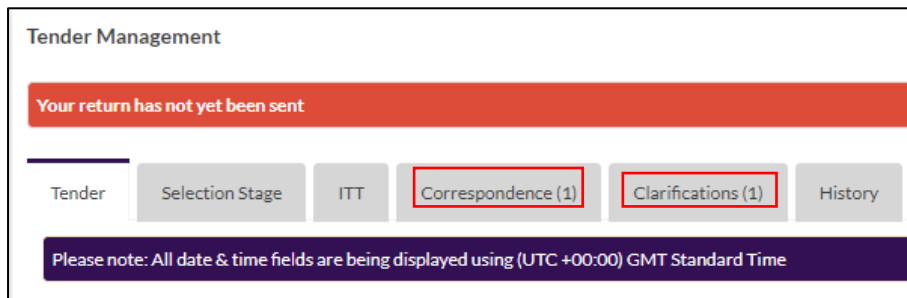 Tender Management
Your return has not yet been sent
Tender Selection Stage ITT Correspondence (1) Clarifications (1) History
Please note: All date & time fields are being displayed using (UTC +00:00) GMT Standard Time